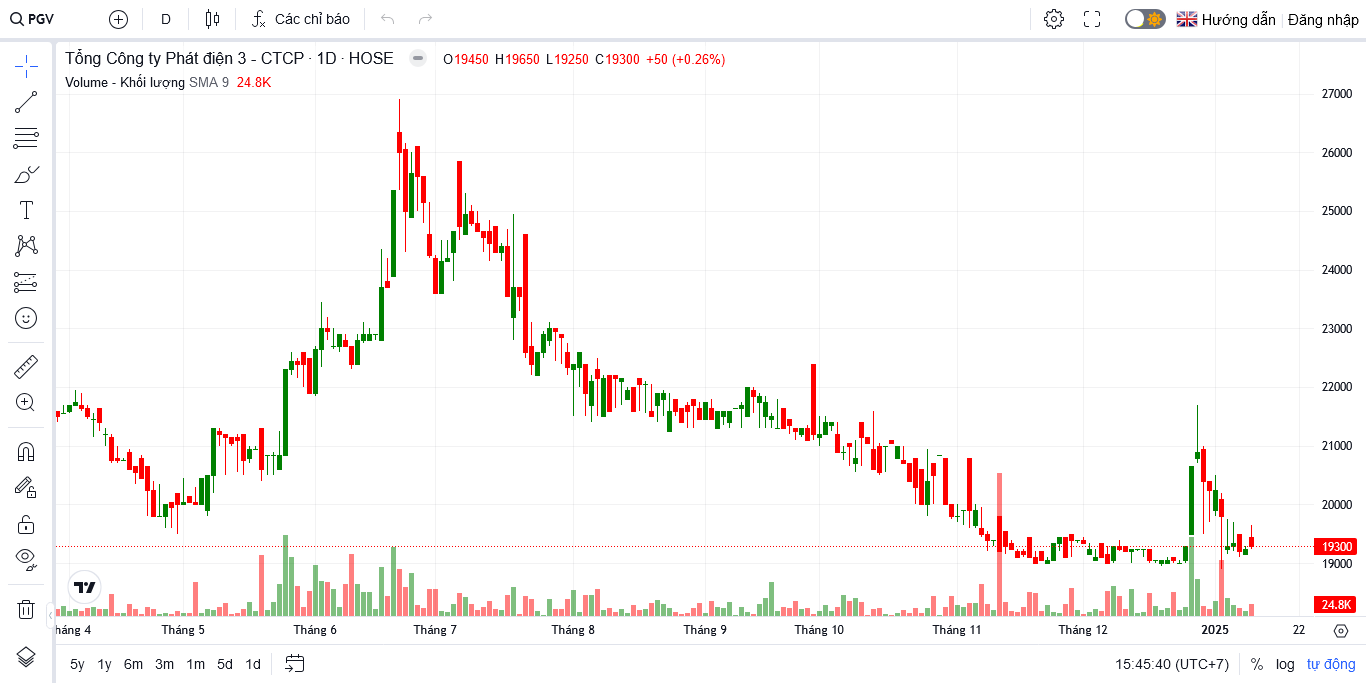 PGV D Các chỉ báo Hướng dẫn Đăng nhập
Tổng Công ty Phát điện 3 - CTCP · 1D · HOSE O19450 H19650 L19250 C19300 +50 (+0.26%)
Volume - Khối lượng SMA 9 24.8K
27000
26000
25000
24000
23000
22000
21000
20000
19300
19000
24.8K
háng 4 Tháng 5 Tháng 6 Tháng 7 Tháng 8 Tháng 9 Tháng 10 Tháng 11 Tháng 12 2025 22
5y 1y 6m 3m 1m 5d 1d 15:45:40 (UTC+7) % log tự động